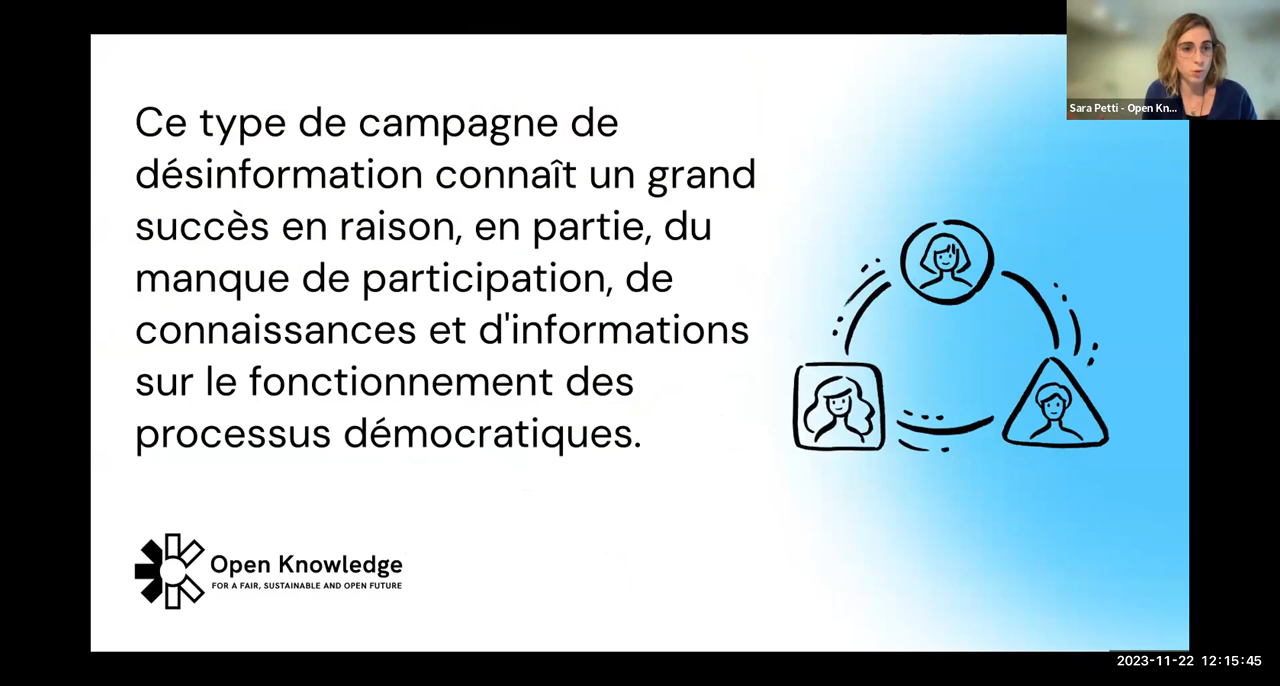 Ce type de campagne de
désinformation connaît un grand
succès en raison, en partie, du
manque de participation, de
connaissances et d'informations
sur le fonctionnement des
processus démocratiques.
Open Knowledge
FOR A FAIR, SUSTAINABLE AND OPEN FUTURE
Sara Petti - Open Kn...
2023-11-22 12:15:45